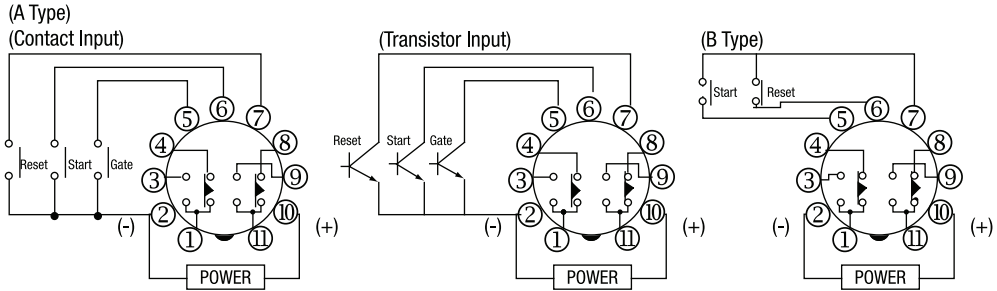 (A Type)
(Contact Input)
(Transistor Input)
(B Type)
Reset
Start
Gate
5
6
7
4
8
3
9
2
10
1
11
(-)
(+)
POWER
Reset
Start
Gate
5
6
7
4
8
3
9
2
10
1
11
(-)
(+)
POWER
Start
Reset
5
6
7
4
8
3
9
2
10
1
11
(-)
(+)
POWER